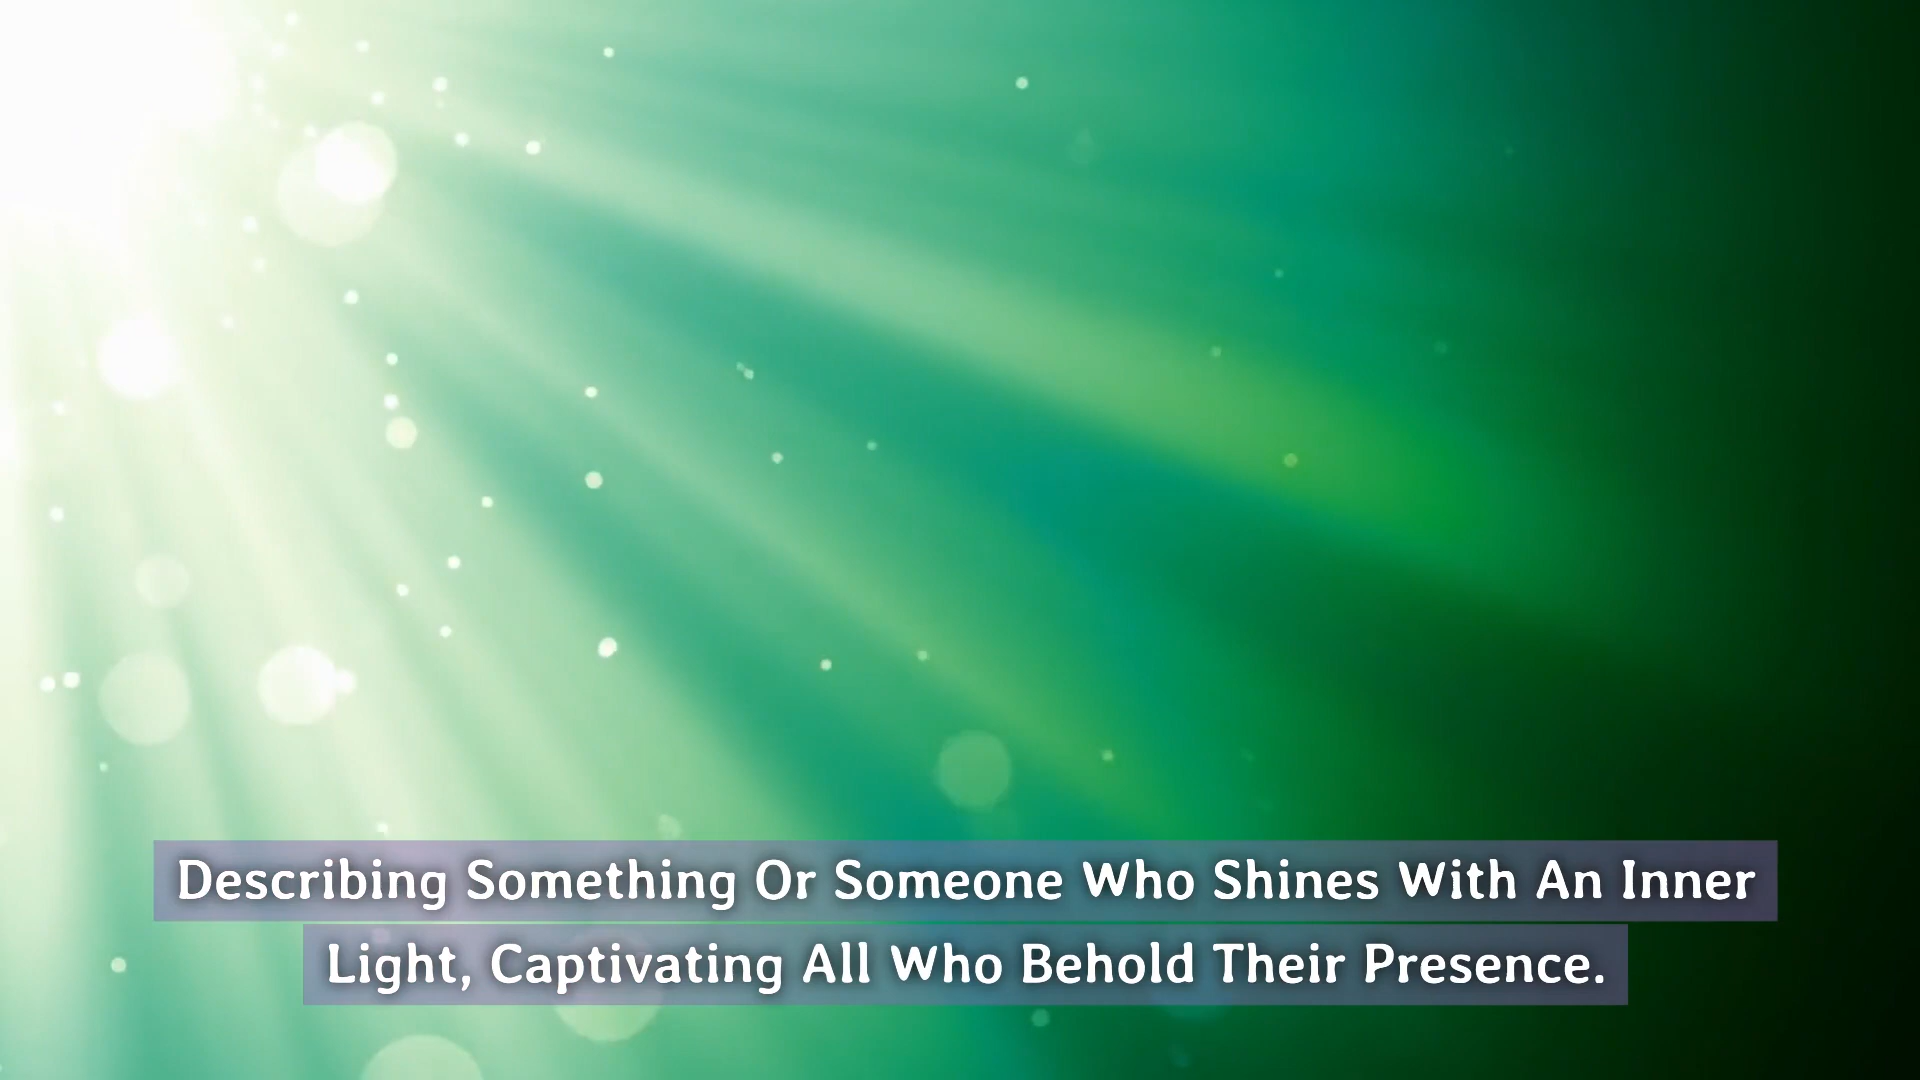 Describing Something Or Someone Who Shines With An Inner
Light, Captivating All Who Behold Their Presence.